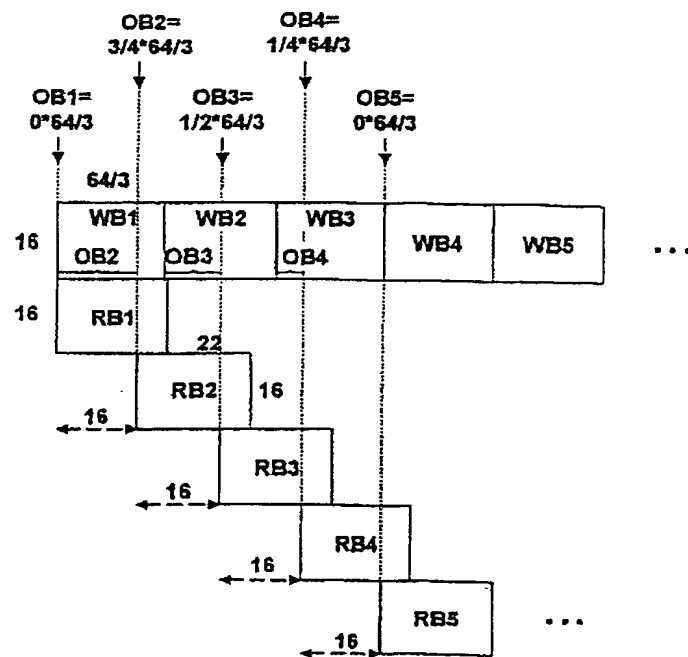 OB2=
3/4*64/3
OB4=
1/4*64/3
OB1=
0*64/3
OB3=
1/2*64/3
OB5=
0*64/3
64/3
16
WB1
WB2
WB3
WB4
WB5
...
OB2
OB3
OB4
16
RB1
22
RB2
16
16
RB3
16
RB4
16
RB5
...
16